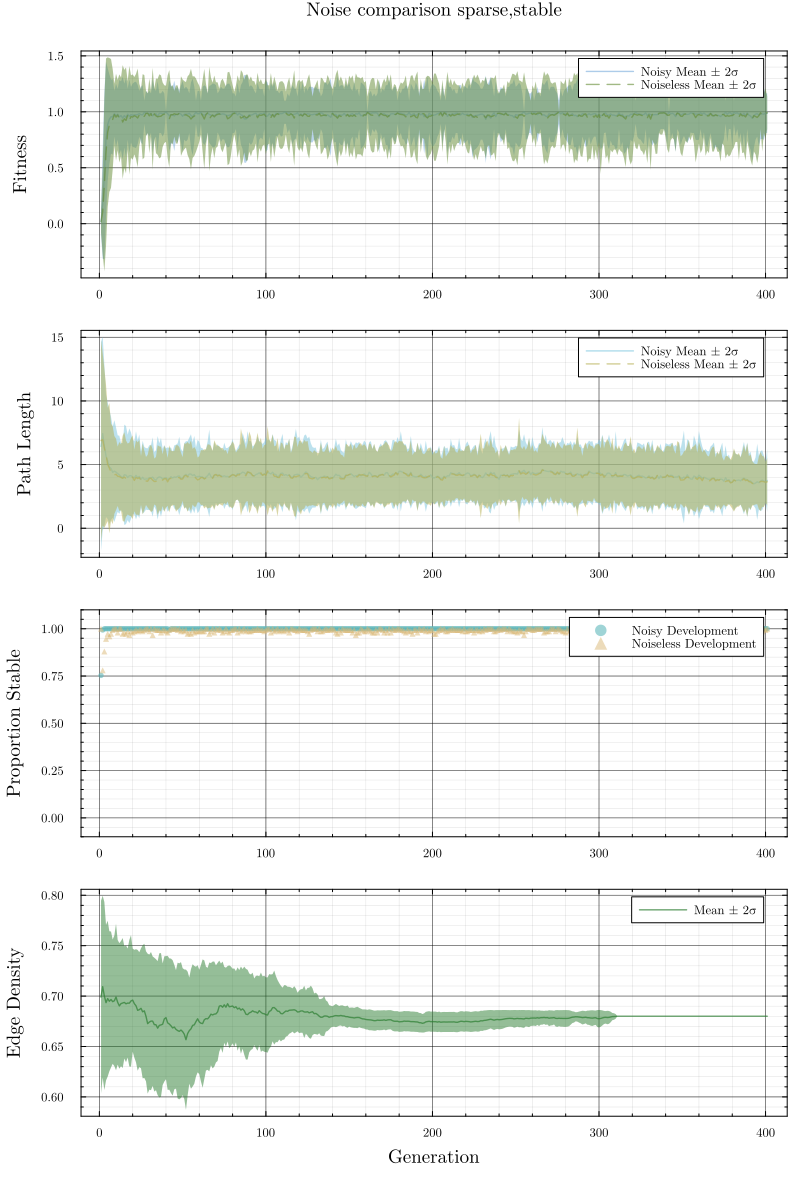 Noise comparison sparse,stable
1.5
1.0
0.5
0.0
Fitness
Noisy Mean ± 2σ
Noiseless Mean ± 2σ
0 100 200 300 400
15
10
5
0
Path Length
Noisy Mean ± 2σ
Noiseless Mean ± 2σ
0 100 200 300 400
1.00
0.75
0.50
0.25
0.00
Proportion Stable
Noisy Development
Noiseless Development
0 100 200 300 400
0.80
0.75
0.70
0.65
0.60
Edge Density
Mean ± 2σ
0 100 200 300 400
Generation